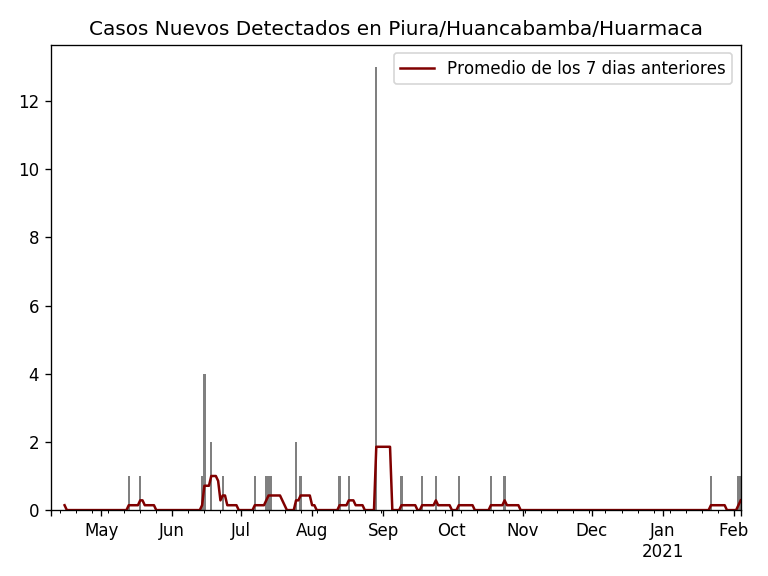 Casos Nuevos Detectados en Piura/Huancabamba/Huarmaca
Promedio de los 7 dias anteriores
12
10
8
6
4
2
0
May Jun Jul Aug Sep Oct Nov Dec Jan Feb
2021